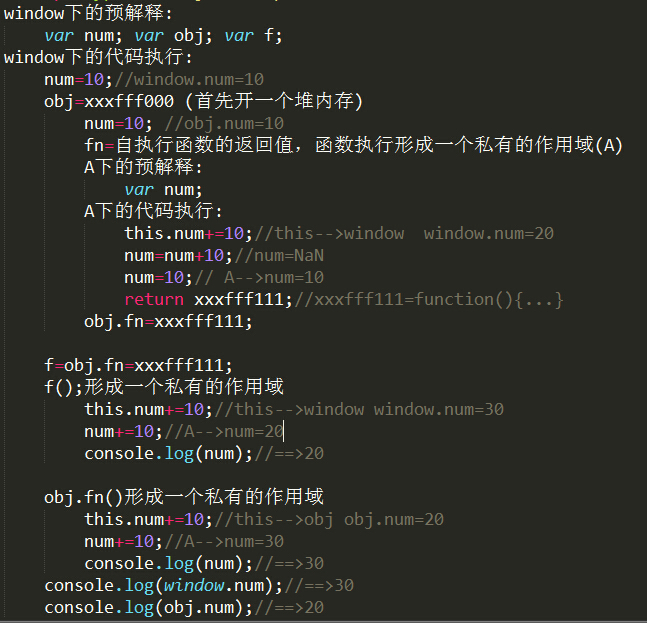 window下的预解释:
var num; var obj; var f;
window下的代码执行:
num=10;//window.num=10
obj=xxxfff000 (首先开一个堆内存)
num=10; //obj.num=10
fn=自执行函数的返回值，函数执行形成一个私有的作用域(A)
A下的预解释:
var num;
A下的代码执行:
this.num+=10;//this-->window  window.num=20
num=num+10;//num=NaN
num=10;// A-->num=10
return xxxfff111;//xxxfff111=function(){...}
obj.fn=xxxfff111;
f=obj.fn=xxxfff111;
f();形成一个私有的作用域
this.num+=10;//this-->window window.num=30
num+=10;//A-->num=20
console.log(num);//==>20
obj.fn()形成一个私有的作用域
this.num+=10;//this-->obj obj.num=20
num+=10;//A-->num=30
console.log(num);//==>30
console.log(window.num);//==>30
console.log(obj.num);//==>20